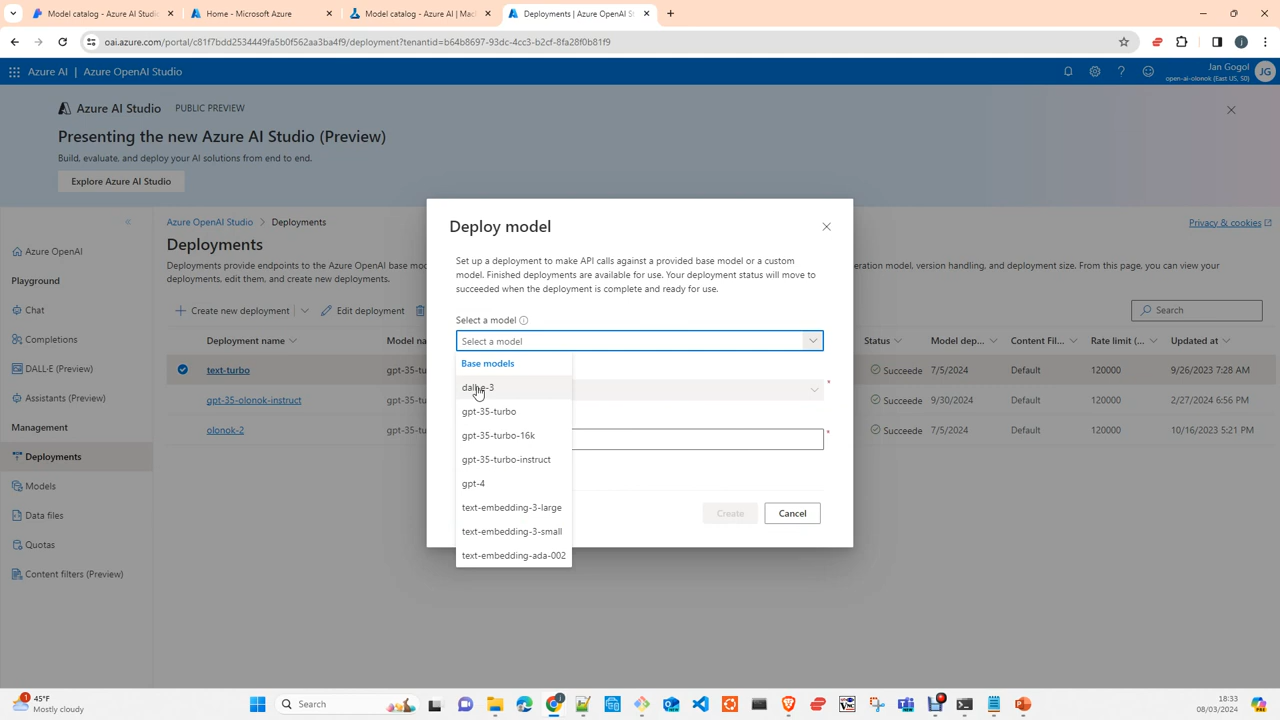 Model catalog - Azure AI Studio
Home - Microsoft Azure
Model catalog - Azure AI | Mac
Deployments | Azure OpenAI St
oai.azure.com/portal/c81f7bdd2534449fa5b0f562aa3ba4f9/deployment?tenantid=b64b8697-93dc-4cc3-b2cf-8fa28f0b81f9
Azure AI | Azure OpenAI Studio
Jan Gogol
open-ai-olonok (East US, S0)
JG
Azure AI Studio PUBLIC PREVIEW
Presenting the new Azure AI Studio (Preview)
Build, evaluate, and deploy your AI solutions from end to end.
Explore Azure AI Studio
Azure OpenAI
Playground
Chat
Completions
DALL-E (Preview)
Assistants (Preview)
Management
Deployments
Models
Data files
Quotas
Content filters (Preview)
Azure OpenAI Studio > Deployments
Privacy & cookies
Deployments
Deployments provide endpoints to the Azure OpenAI base mod
eration model, version handling, and deployment size. From this page, you can view your
deployments, edit them, and create new deployments.
Create new deployment
Edit deployment
Search
Deployment name
Model na
Status
Model dep...
Content Fil...
Rate limit (...
Updated at
text-turbo
gpt-35-tu
Succeede
7/5/2024
Default
120000
9/26/2023 7:28 AM
gpt-35-olonok-instruct
gpt-35-tu
Succeede
9/30/2024
Default
120000
2/27/2024 6:56 PM
olonok-2
gpt-35-tu
Succeede
7/5/2024
Default
120000
10/16/2023 5:21 PM
Deploy model
Set up a deployment to make API calls against a provided base model or a custom
model. Finished deployments are available for use. Your deployment status will move to
succeeded when the deployment is complete and ready for use.
Select a model
Select a model
*
*
Base models
dall-e-3
gpt-35-turbo
gpt-35-turbo-16k
gpt-35-turbo-instruct
gpt-4
text-embedding-3-large
text-embedding-3-small
text-embedding-ada-002
Create
Cancel
45°F
Mostly cloudy
Search
18:33
08/03/2024